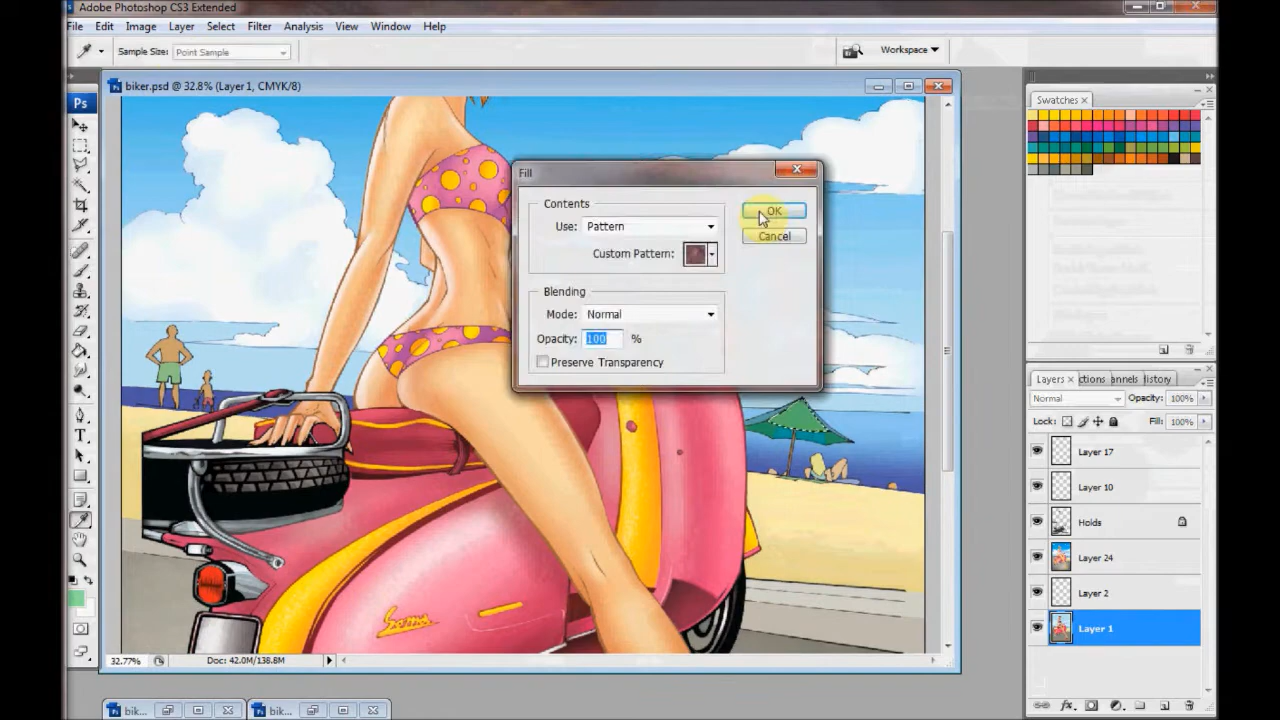 Adobe Photoshop CS3 Extended
File Edit Image Layer Select Filter Analysis View Window Help
Sample Size: Point Sample
Workspace
biker.psd @ 32.8% (Layer 1, CMYK/8)
Ps
Swatches
Fill
Contents
Use: Pattern
Custom Pattern:
OK
Cancel
Blending
Mode: Normal
Opacity: 100 %
Preserve Transparency
Layers ctions annels history
Normal Opacity: 100%
Lock: Fill: 100%
Layer 17
Layer 10
Holds
Layer 24
Layer 2
Layer 1
32.77% Doc: 42.0M/138.8M
bik... bik...